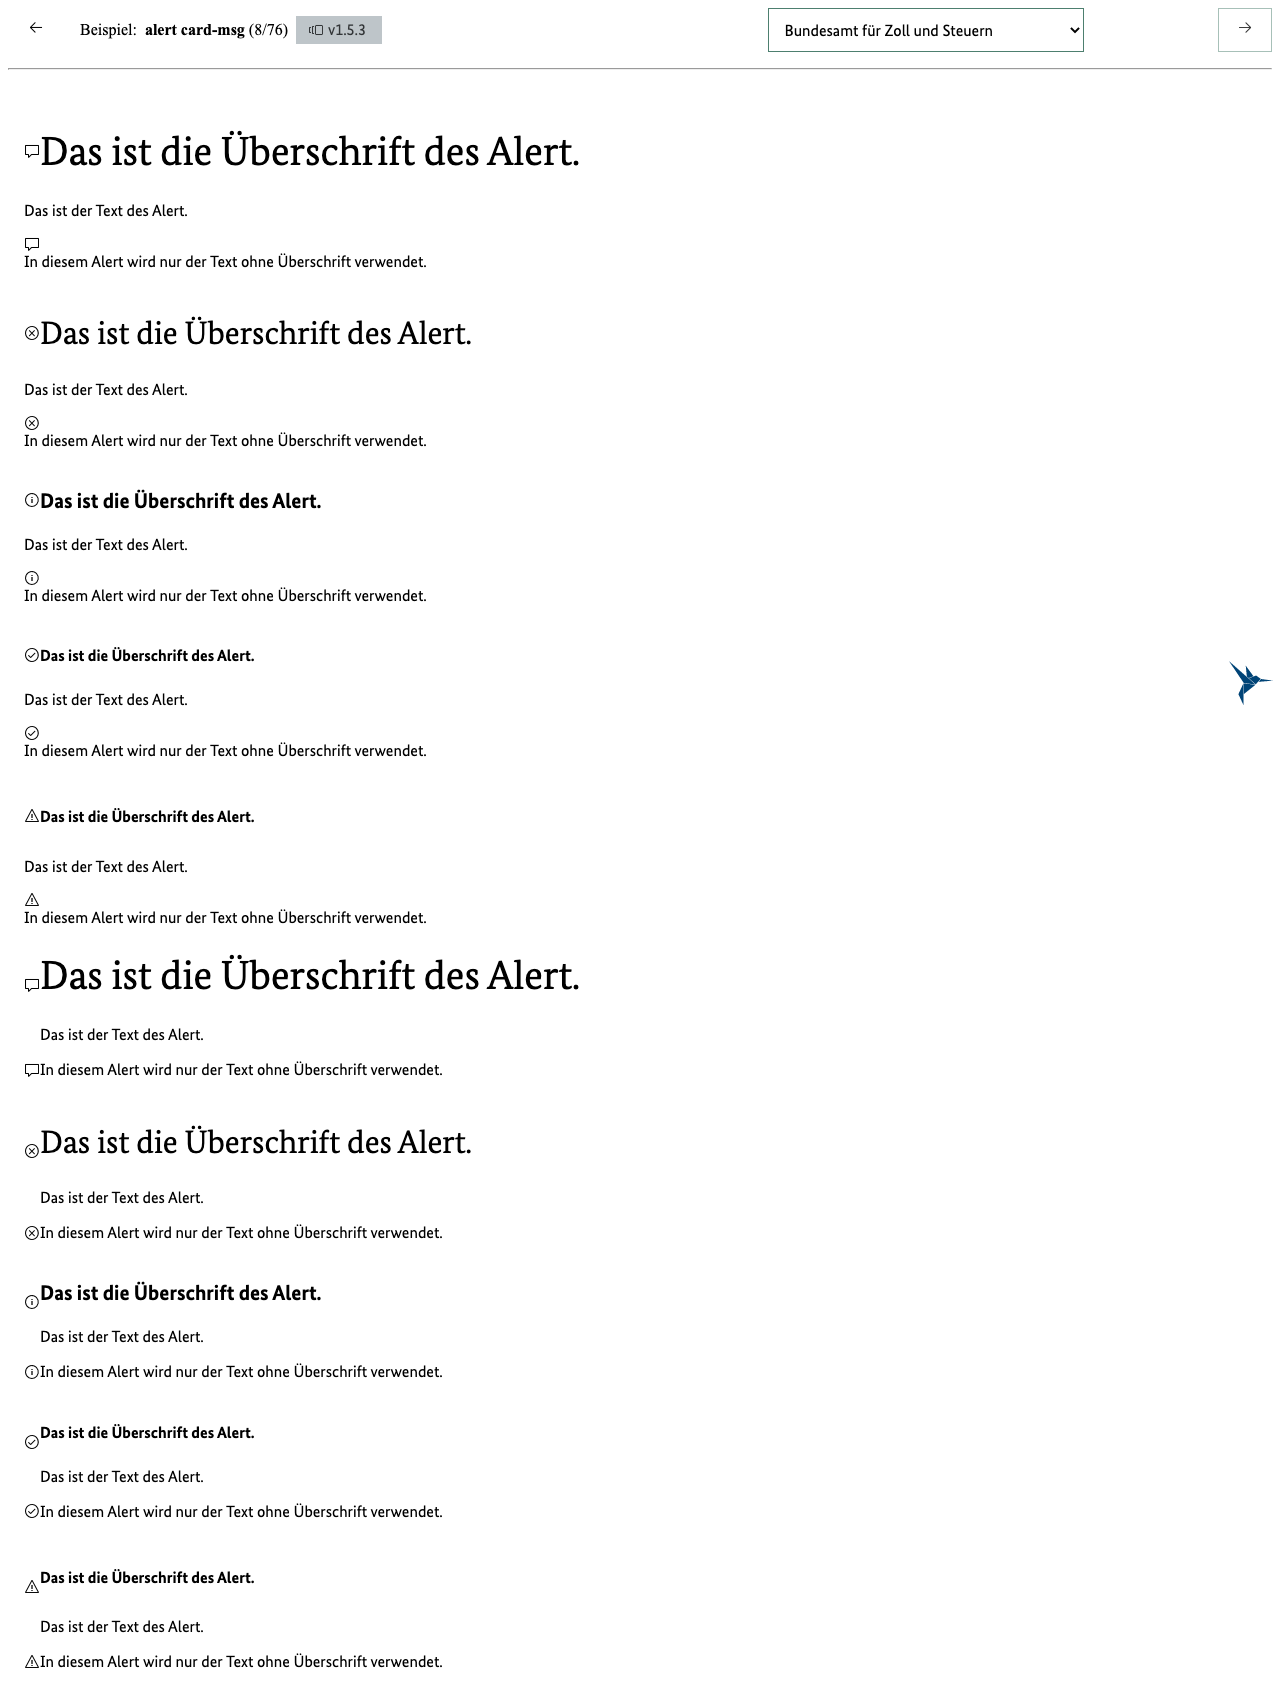 Beispiel: alert card-msg (8/76) v1.5.3 Bundesamt für Zoll und Steuern
Das ist die Überschrift des Alert.
Das ist der Text des Alert.
In diesem Alert wird nur der Text ohne Überschrift verwendet.
Das ist die Überschrift des Alert.
Das ist der Text des Alert.
In diesem Alert wird nur der Text ohne Überschrift verwendet.
Das ist die Überschrift des Alert.
Das ist der Text des Alert.
In diesem Alert wird nur der Text ohne Überschrift verwendet.
Das ist die Überschrift des Alert.
Das ist der Text des Alert.
In diesem Alert wird nur der Text ohne Überschrift verwendet.
Das ist die Überschrift des Alert.
Das ist der Text des Alert.
In diesem Alert wird nur der Text ohne Überschrift verwendet.
Das ist die Überschrift des Alert.
Das ist der Text des Alert.
In diesem Alert wird nur der Text ohne Überschrift verwendet.
Das ist die Überschrift des Alert.
Das ist der Text des Alert.
In diesem Alert wird nur der Text ohne Überschrift verwendet.
Das ist die Überschrift des Alert.
Das ist der Text des Alert.
In diesem Alert wird nur der Text ohne Überschrift verwendet.
Das ist die Überschrift des Alert.
Das ist der Text des Alert.
In diesem Alert wird nur der Text ohne Überschrift verwendet.
Das ist die Überschrift des Alert.
Das ist der Text des Alert.
In diesem Alert wird nur der Text ohne Überschrift verwendet.